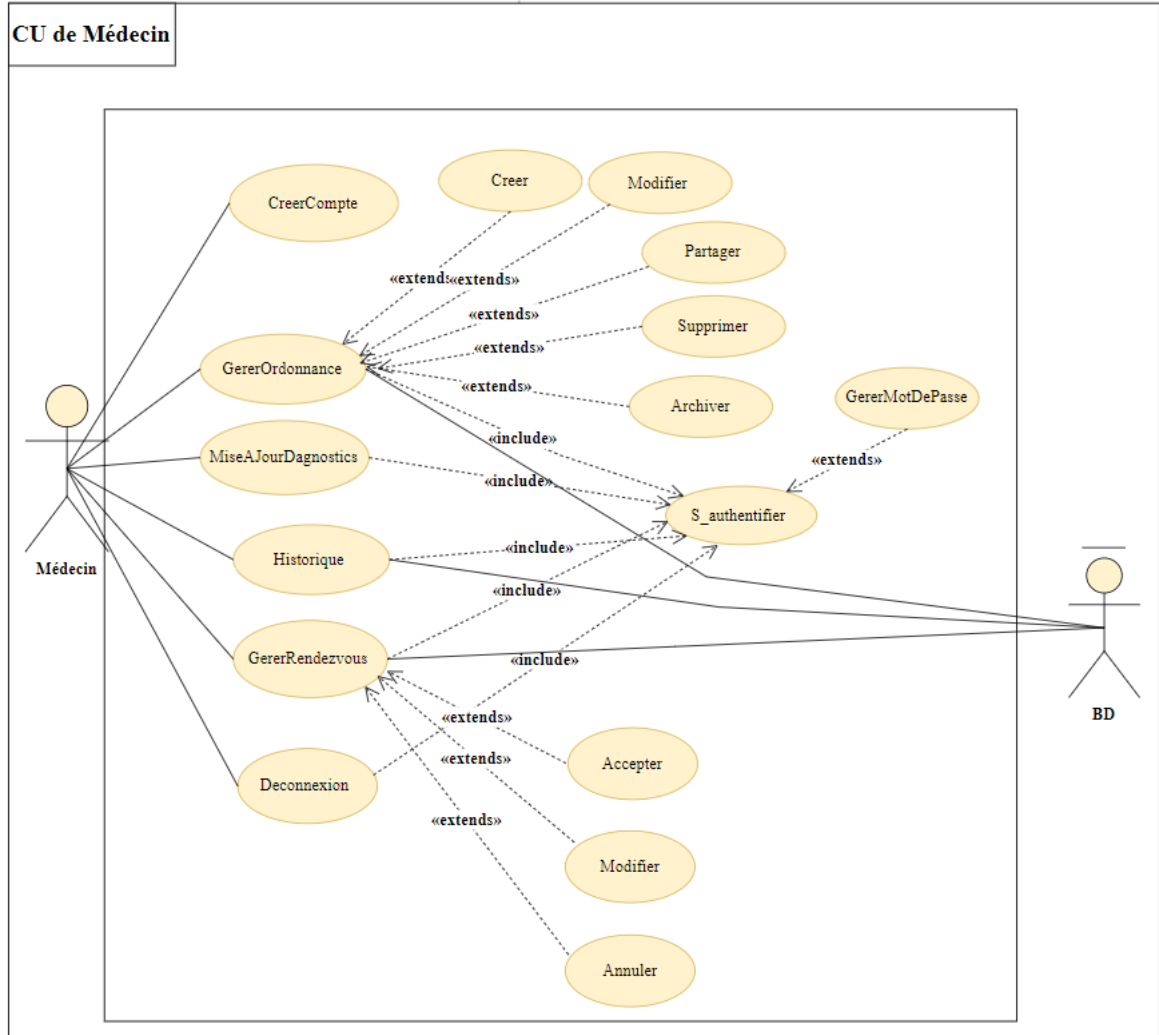 CU de Médecin
Creer
Modifier
CreerCompte
Partager
«extends»
«extends»
«extends»
Supprimer
«extends»
GererOrdonnance
«extends»
Archiver
GererMotDePasse
«include»
MiseAJourDagnostics
«extends»
«include»
S_authentifier
Médecin
Historique
«include»
«include»
GererRendezvous
«include»
BD
«extends»
Accepter
«extends»
Deconnexion
«extends»
Modifier
Annuler